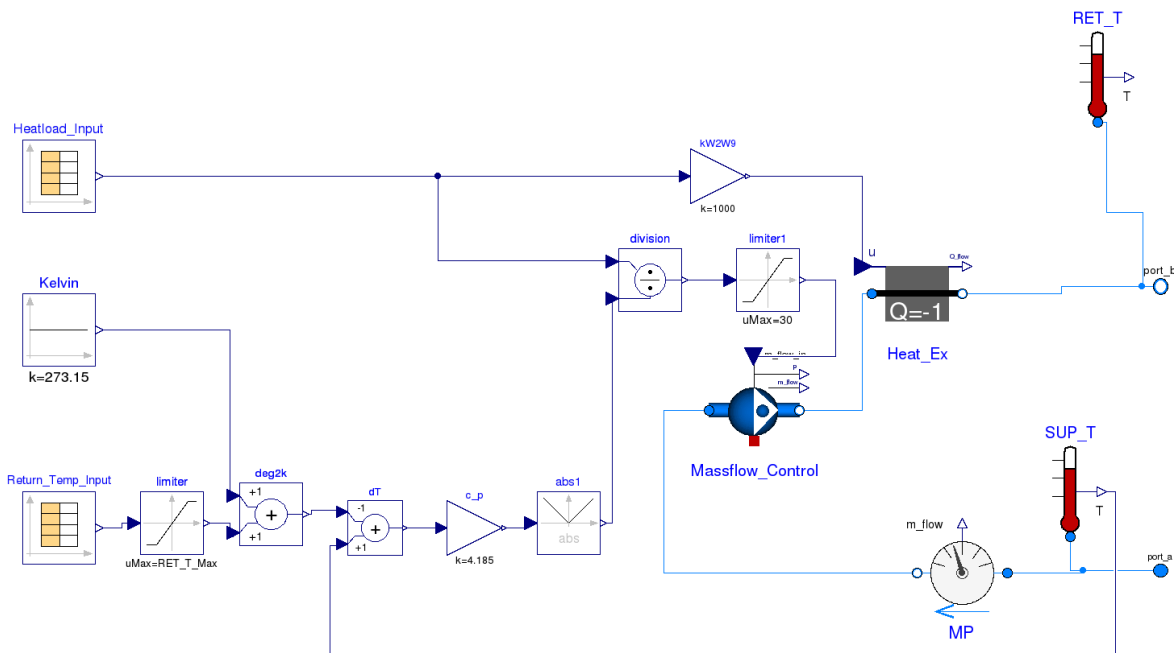 RET_T
T
Heatload_Input
kW2W9
k=1000
division
limiter1
u
Q_flow
port_b
Kelvin
uMax=30
Q=-1
Heat_Ex
k=273.15
m_flow_in
P
m_flow
SUP_T
Massflow_Control
Return_Temp_Input
limiter
deg2k
+1
+
+1
dT
-1
+
+1
c_p
abs1
abs
T
m_flow
port_a
uMax=RET_T_Max
k=4.185
MP